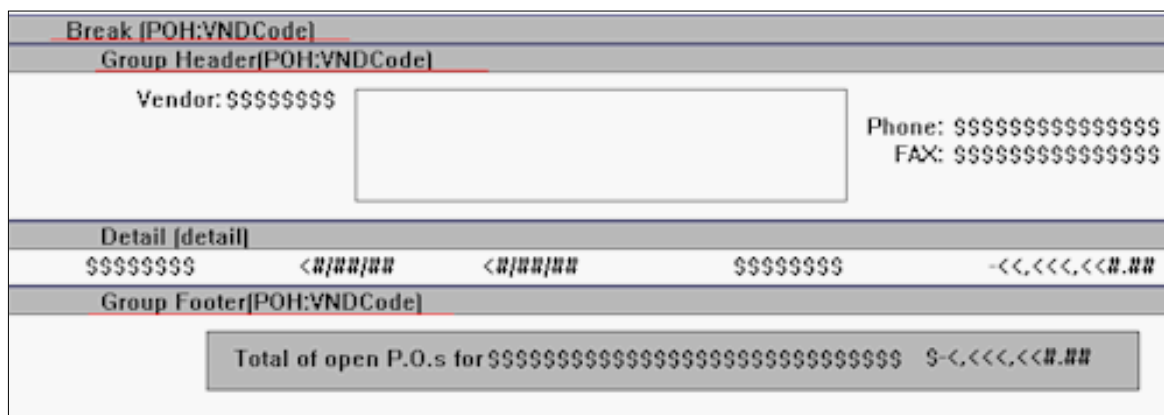 Break (POH:VNDCode)
Group Header(POH:VNDCode)
Vendor: $$$$$$$$
Phone: $$$$$$$$$$$$$$$
FAX: $$$$$$$$$$$$$$$
Detail (detail)
$$$$$$$$ <#/##/## <#/##/## $$$$$$$$ -<<,<<<,<<#.##
Group Footer(POH:VNDCode)
Total of open P.O.s for $$$$$$$$$$$$$$$$$$$$$$$$$$$$$$ $-<,<<<,<<#.##